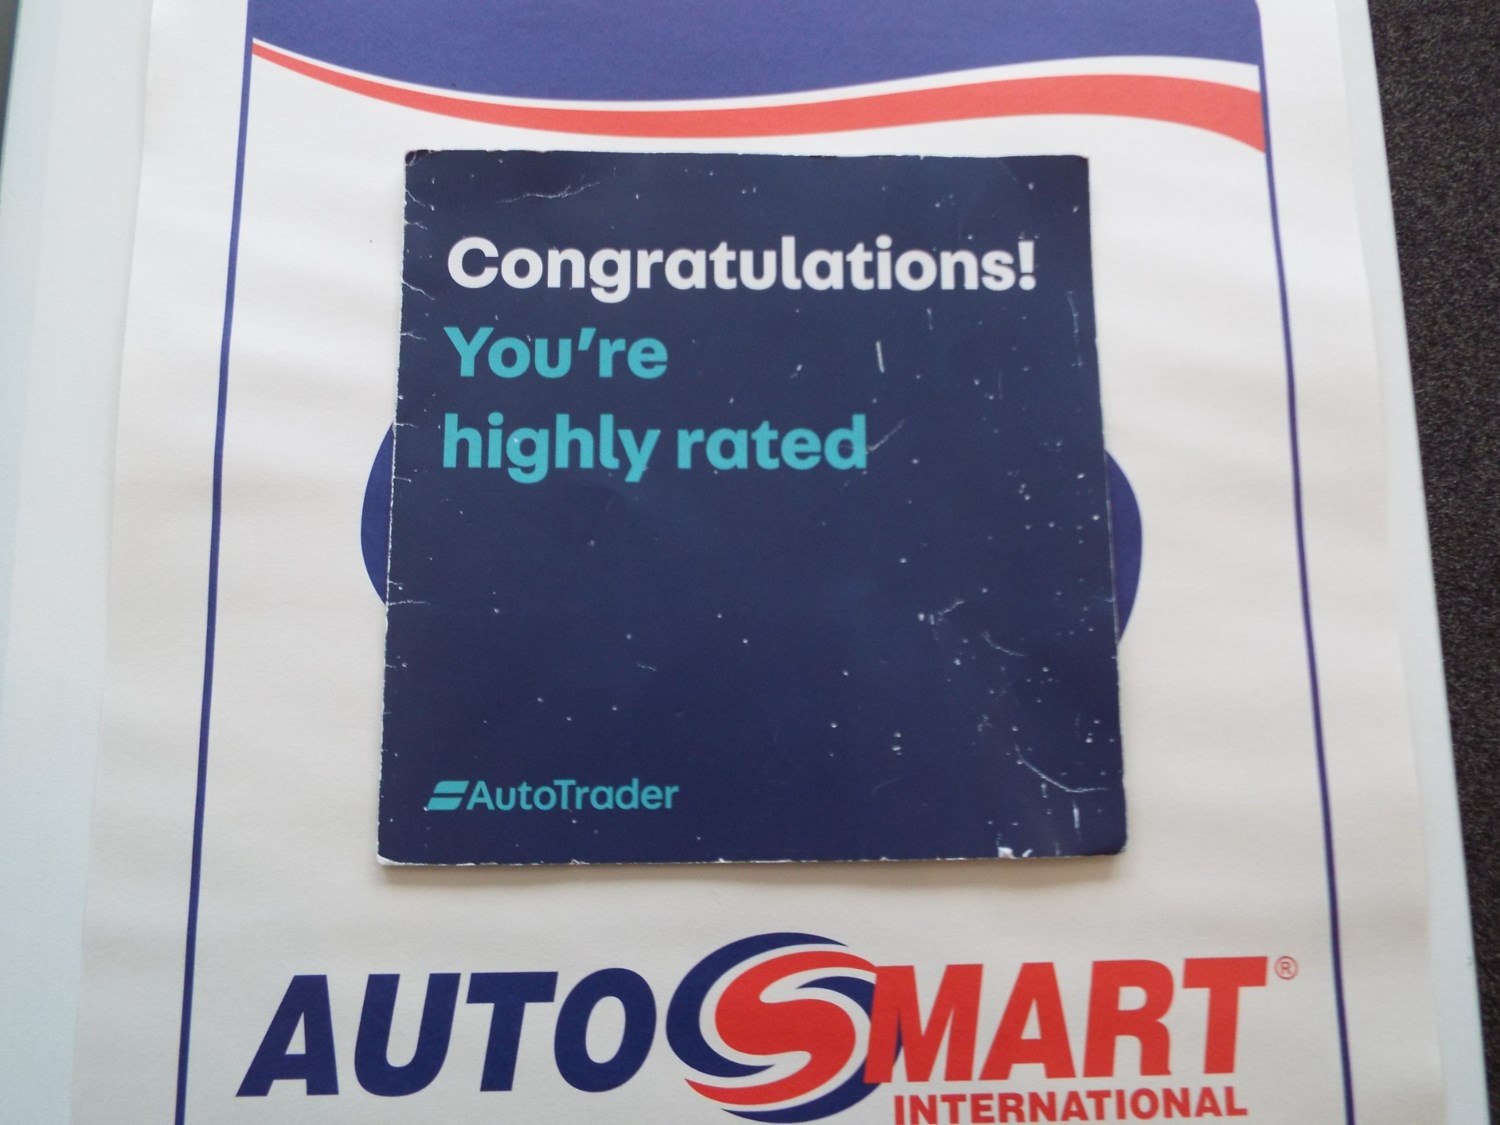 Congratulations!
You're
highly rated
AutoTrader
AUTOSMART®
INTERNATIONAL